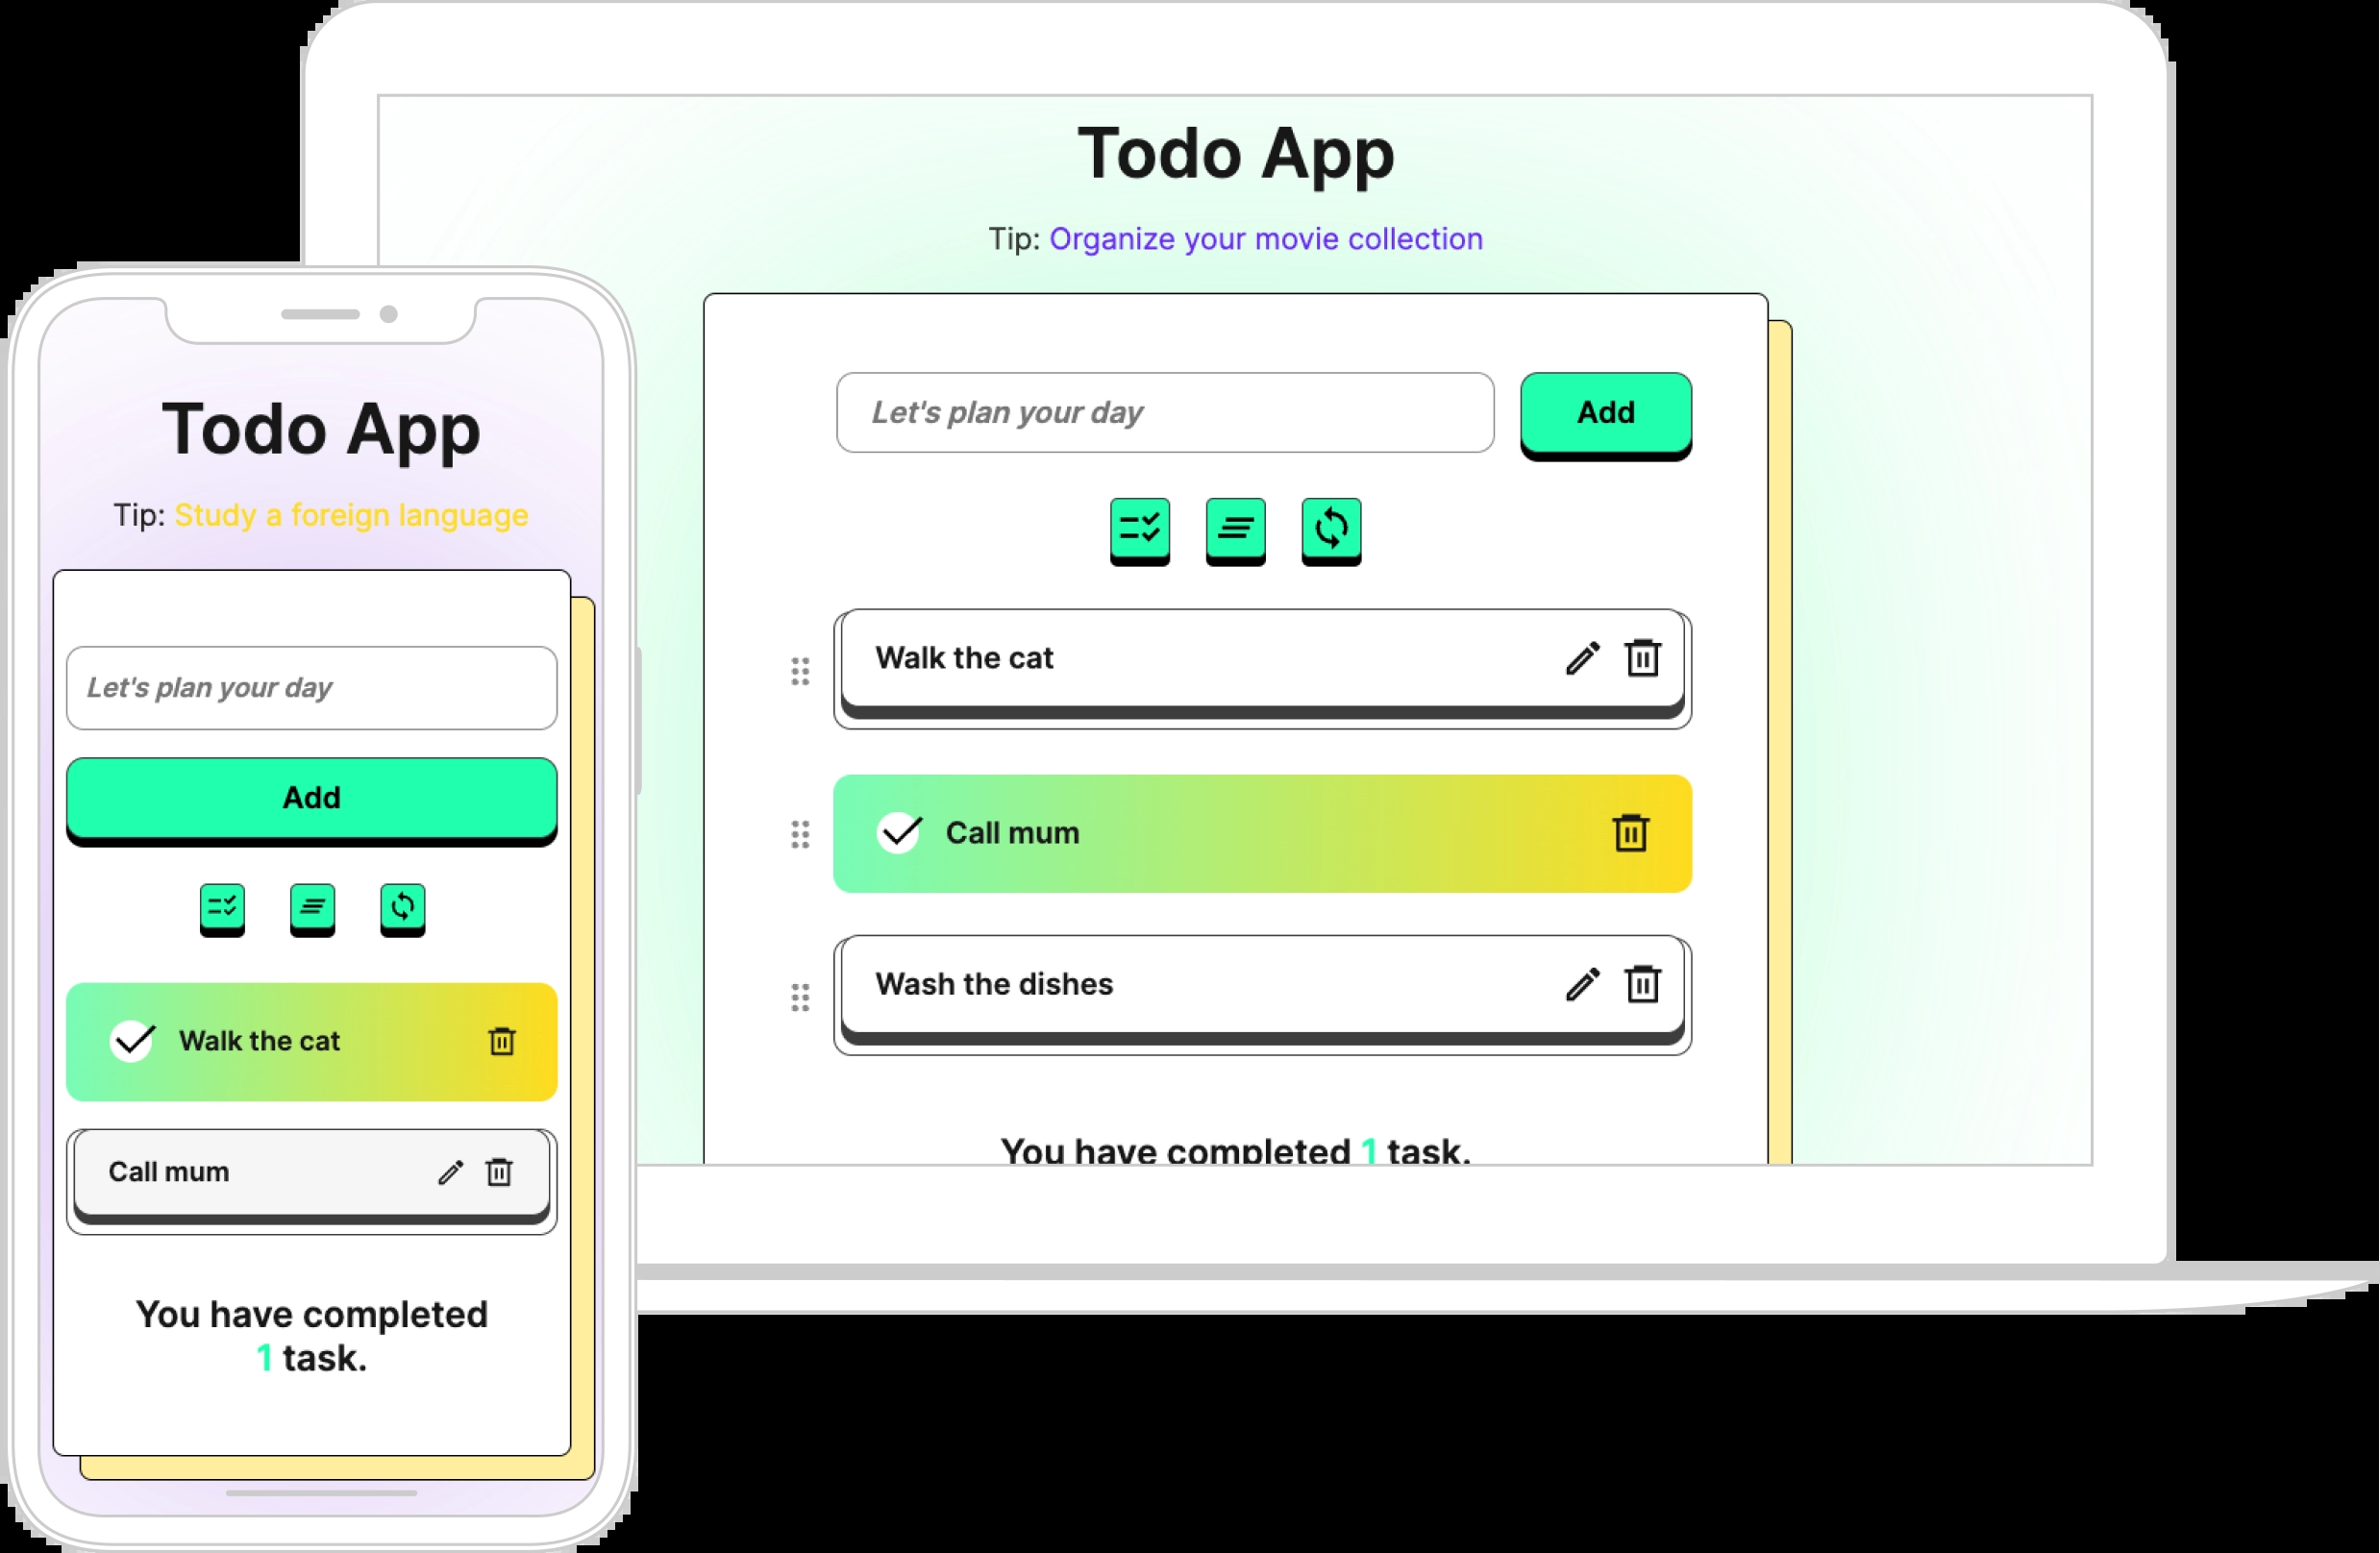 Todo App
Tip: Organize your movie collection
Let's plan your day
Add
Walk the cat
Call mum
Wash the dishes
You have completed 1 task.
Todo App
Tip: Study a foreign language
Let's plan your day
Add
Walk the cat
Call mum
You have completed
1 task.